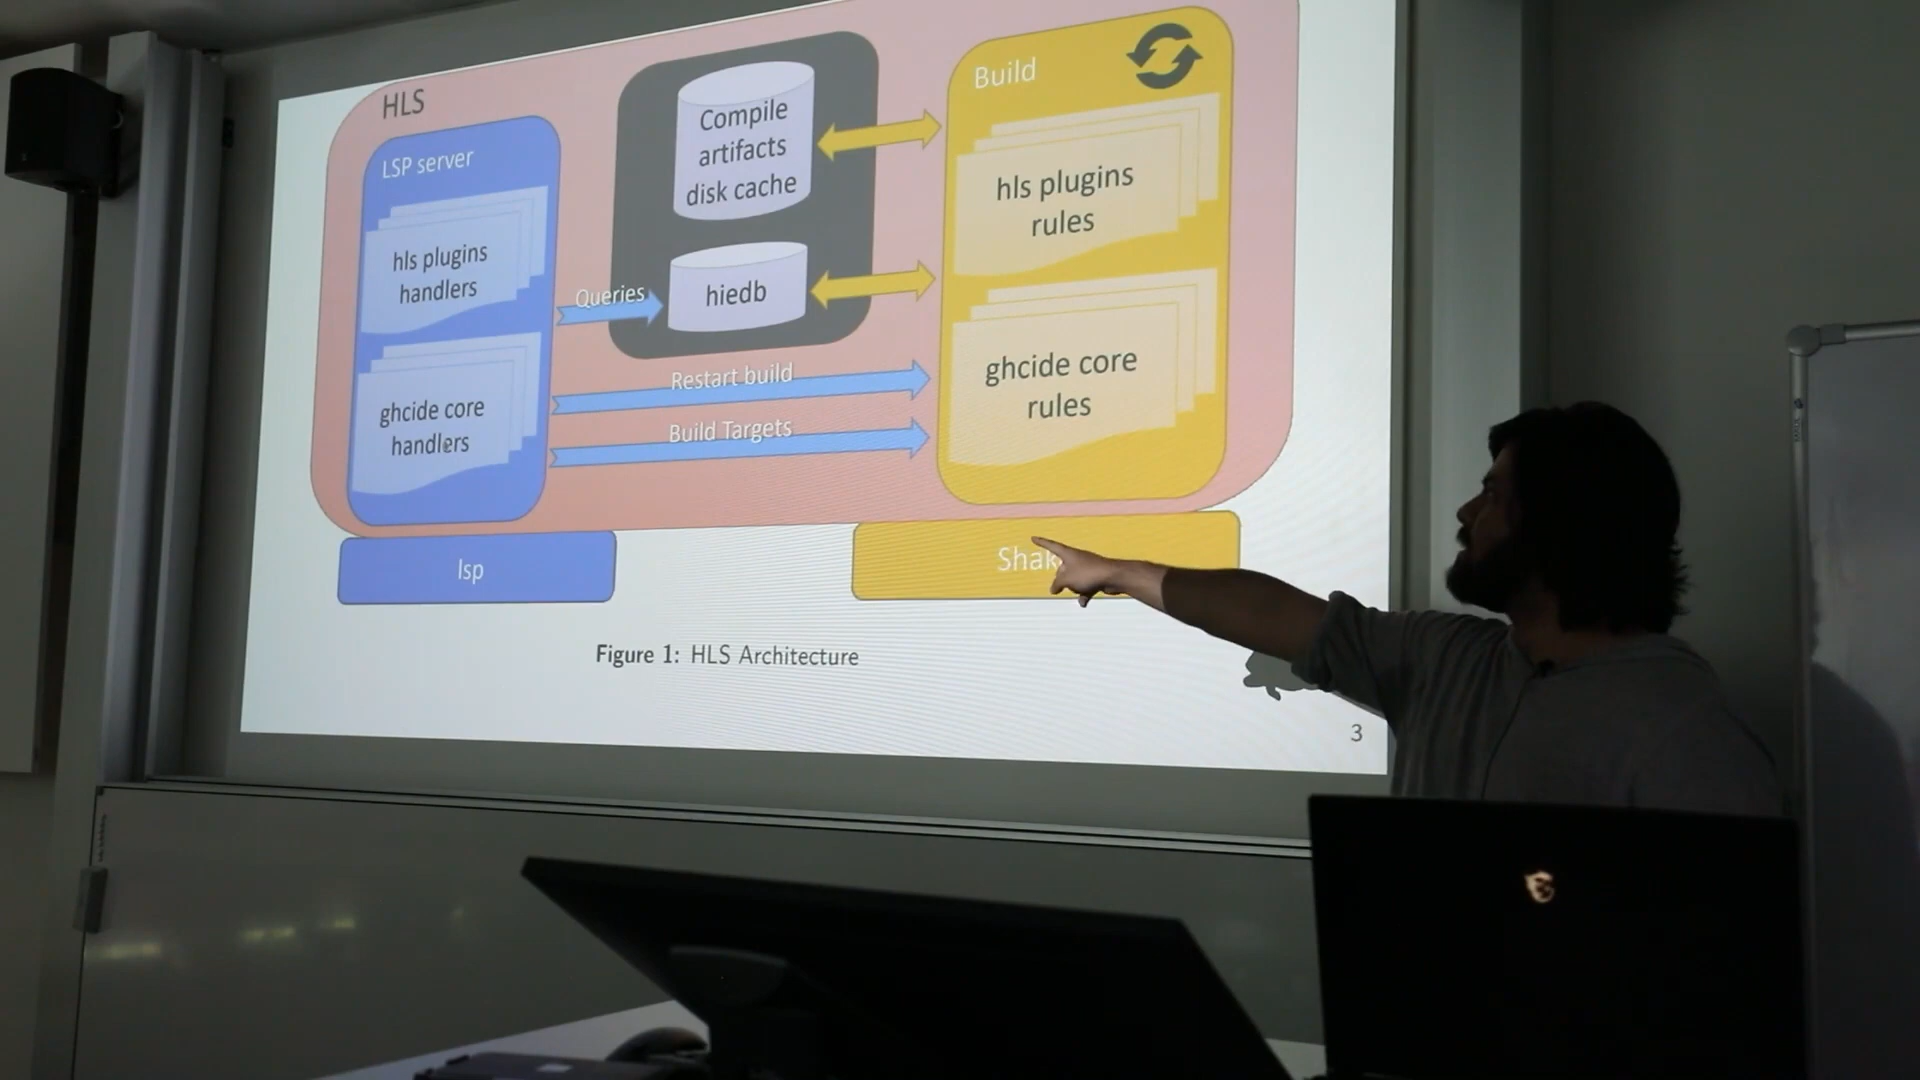 HLS
LSP server
hls plugins
handlers
ghcide core
handlers
Queries
Compile
artifacts
disk cache
hiedb
Restart build
Build Targets
Build
hls plugins
rules
ghcide core
rules
lsp
Shak
Figure 1: HLS Architecture
3